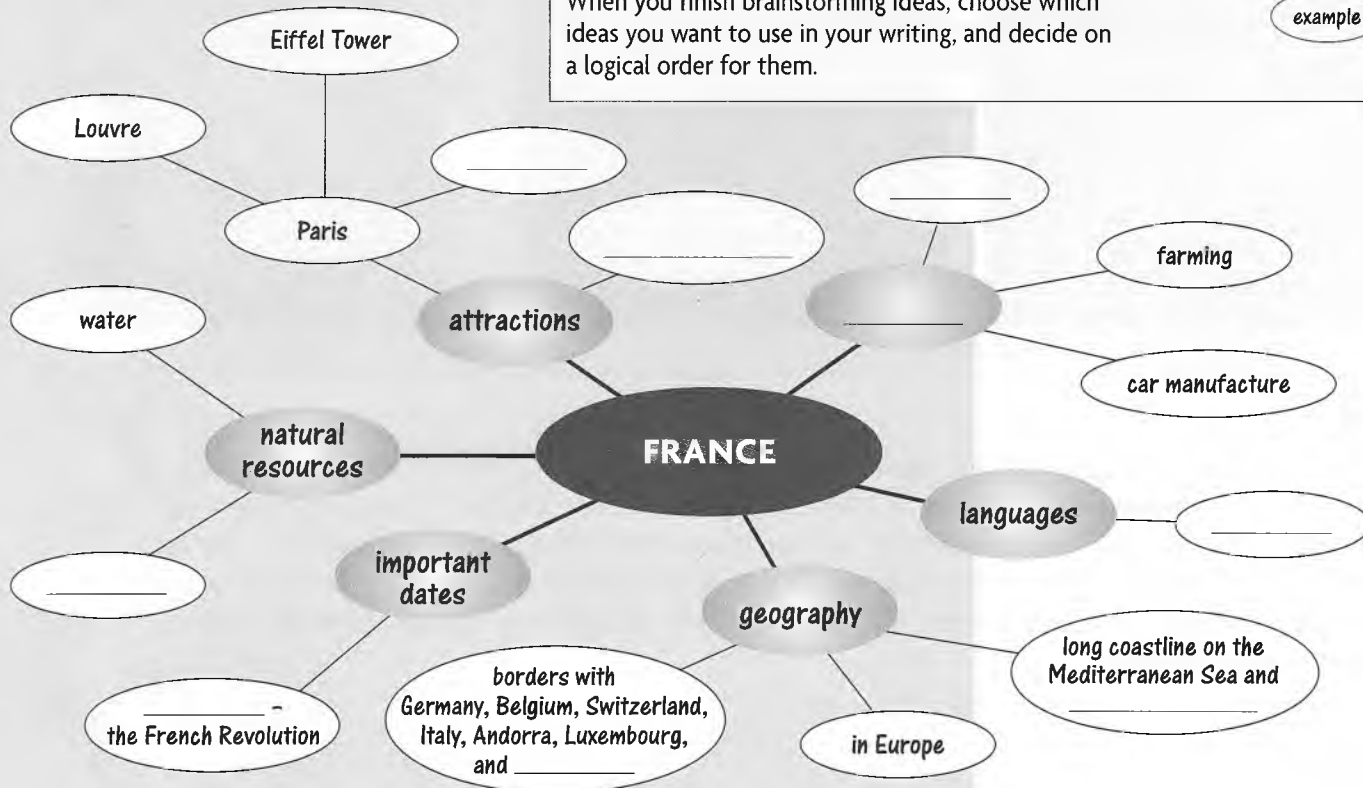 When you finish brainstorming ideas, choose which
ideas you want to use in your writing, and decide on
a logical order for them.
example
Eiffel Tower
Louvre
Paris
attractions
farming
car manufacture
water
natural
resources
FRANCE
languages
important
dates
geography
long coastline on the
Mediterranean Sea and
borders with
Germany, Belgium, Switzerland,
Italy, Andorra, Luxembourg,
and
–
the French Revolution
in Europe